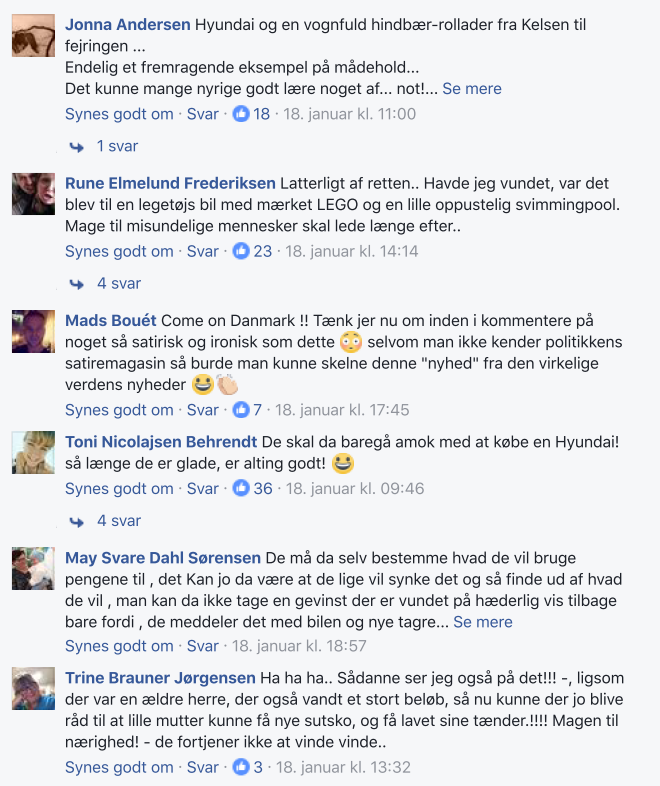 Jonna Andersen Hyundai og en vognfuld hindbær-rollader fra Kelsen til
fejringen ...
Endelig et fremragende eksempel på mådehold...
Det kunne mange nyrige godt lære noget af... not!... Se mere
Synes godt om · Svar · 18 · 18. januar kl. 11:00
1 svar
Rune Elmelund Frederiksen Latterligt af retten.. Havde jeg vundet, var det
blev til en legetøjs bil med mærket LEGO og en lille oppustelig svimmingpool.
Mage til misundelige mennesker skal lede længe efter..
Synes godt om · Svar · 23 · 18. januar kl. 14:14
4 svar
Mads Bouét Come on Danmark !! Tænk jer nu om inden i kommentere på
noget så satirisk og ironisk som dette 😳 selvom man ikke kender politikkens
satiremagasin så burde man kunne skelne denne "nyhed" fra den virkelige
verdens nyheder 😀👏🏻
Synes godt om · Svar · 7 · 18. januar kl. 17:45
Toni Nicolajsen Behrendt De skal da baregå amok med at købe en Hyundai!
så længe de er glade, er alting godt! 😀
Synes godt om · Svar · 36 · 18. januar kl. 09:46
4 svar
May Svare Dahl Sørensen De må da selv bestemme hvad de vil bruge
pengene til , det Kan jo da være at de lige vil synke det og så finde ud af hvad
de vil , man kan da ikke tage en gevinst der er vundet på hæderlig vis tilbage
bare fordi , de meddeler det med bilen og nye tagre... Se mere
Synes godt om · Svar · 18. januar kl. 18:57
Trine Brauner Jørgensen Ha ha ha.. Sådanne ser jeg også på det!!! -, ligsom
der var en ældre herre, der også vandt et stort beløb, så nu kunne der jo blive
råd til at lille mutter kunne få nye sutsko, og få lavet sine tænder.!!!! Magen til
nærighed! - de fortjener ikke at vinde vinde..
Synes godt om · Svar · 3 · 18. januar kl. 13:32